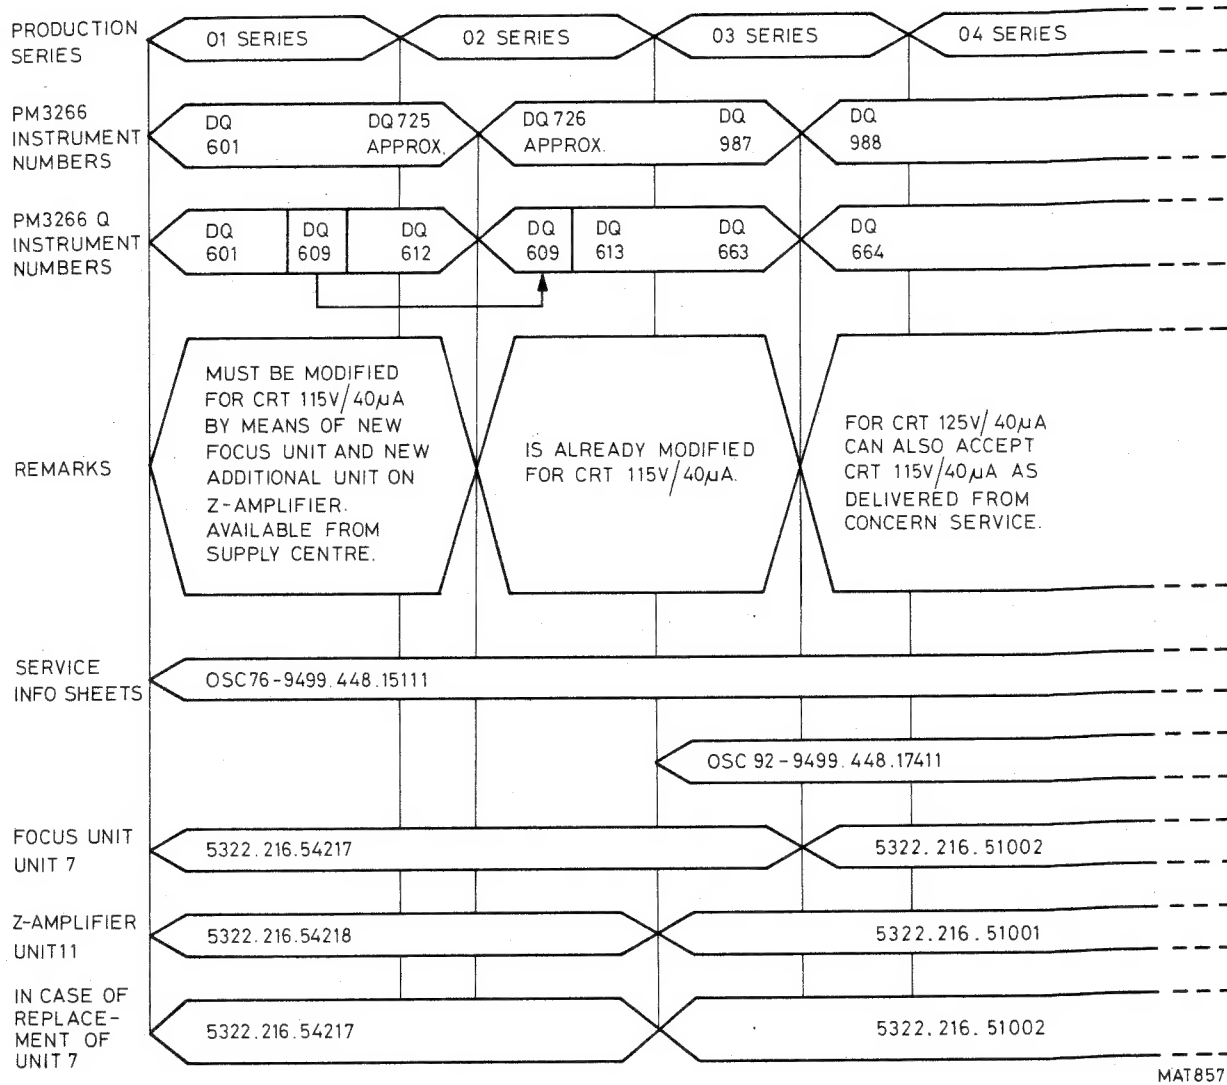 PRODUCTION
SERIES
01 SERIES
02 SERIES
03 SERIES
04 SERIES
PM3266
INSTRUMENT
NUMBERS
DQ
601
DQ725
APPROX.
DQ726
APPROX.
DQ
987
DQ
988
PM3266 Q
INSTRUMENT
NUMBERS
DQ
601
DQ
609
DQ
612
DQ
609
DQ
613
DQ
663
DQ
664
REMARKS
MUST BE MODIFIED
FOR CRT 115V/40µA
BY MEANS OF NEW
FOCUS UNIT AND NEW
ADDITIONAL UNIT ON
Z-AMPLIFIER.
AVAILABLE FROM
SUPPLY CENTRE.
IS ALREADY MODIFIED
FOR CRT 115V/40µA.
FOR CRT 125V/40µA
CAN ALSO ACCEPT
CRT 115V/40µA AS
DELIVERED FROM
CONCERN SERVICE.
SERVICE
INFO SHEETS
OSC76-9499.448.15111
OSC 92-9499.448.17411
FOCUS UNIT
UNIT 7
5322.216.54217
5322.216.51002
Z-AMPLIFIER
UNIT11
5322.216.54218
5322.216.51001
IN CASE OF
REPLACE-
MENT OF
UNIT 7
5322.216.54217
5322.216.51002
MAT857